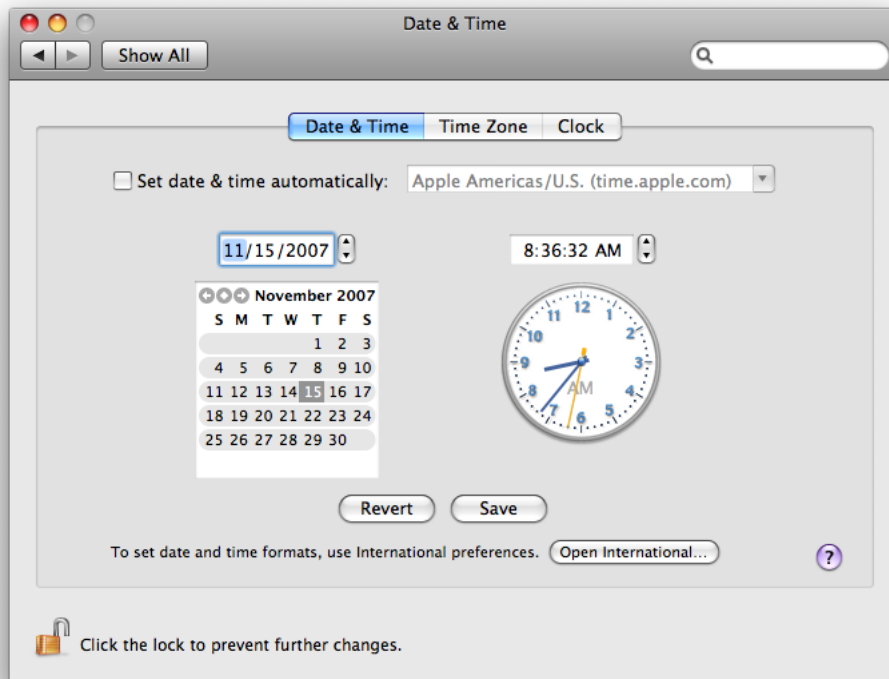 Date & Time
Show All
Date & Time Time Zone Clock
Set date & time automatically: Apple Americas/U.S. (time.apple.com)
11/15/2007 8:36:32 AM
November 2007
S M T W T F S
1 2 3
4 5 6 7 8 9 10
11 12 13 14 15 16 17
18 19 20 21 22 23 24
25 26 27 28 29 30
12
11 1
10 2
9 3
8 AM 4
7 5
6
Revert Save
To set date and time formats, use International preferences. Open International... ?
Click the lock to prevent further changes.